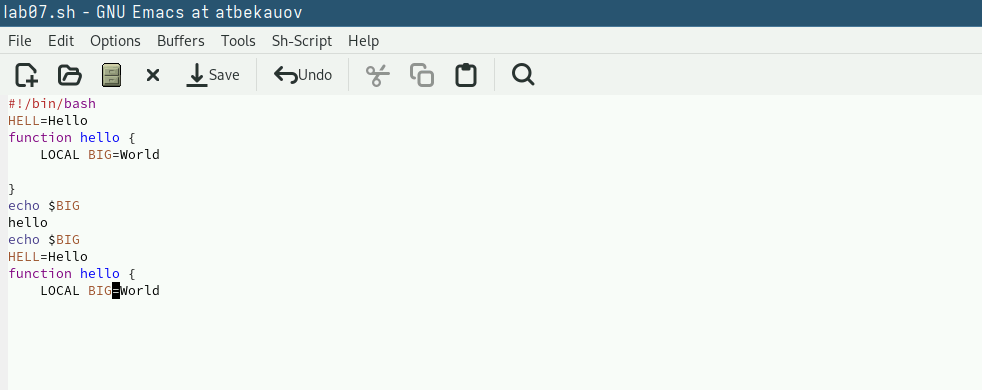 lab07.sh - GNU Emacs at atbekauov
File Edit Options Buffers Tools Sh-Script Help
Save Undo
#!/bin/bash
HELL=Hello
function hello {
    LOCAL BIG=World
}
echo $BIG
hello
echo $BIG
HELL=Hello
function hello {
    LOCAL BIG=World